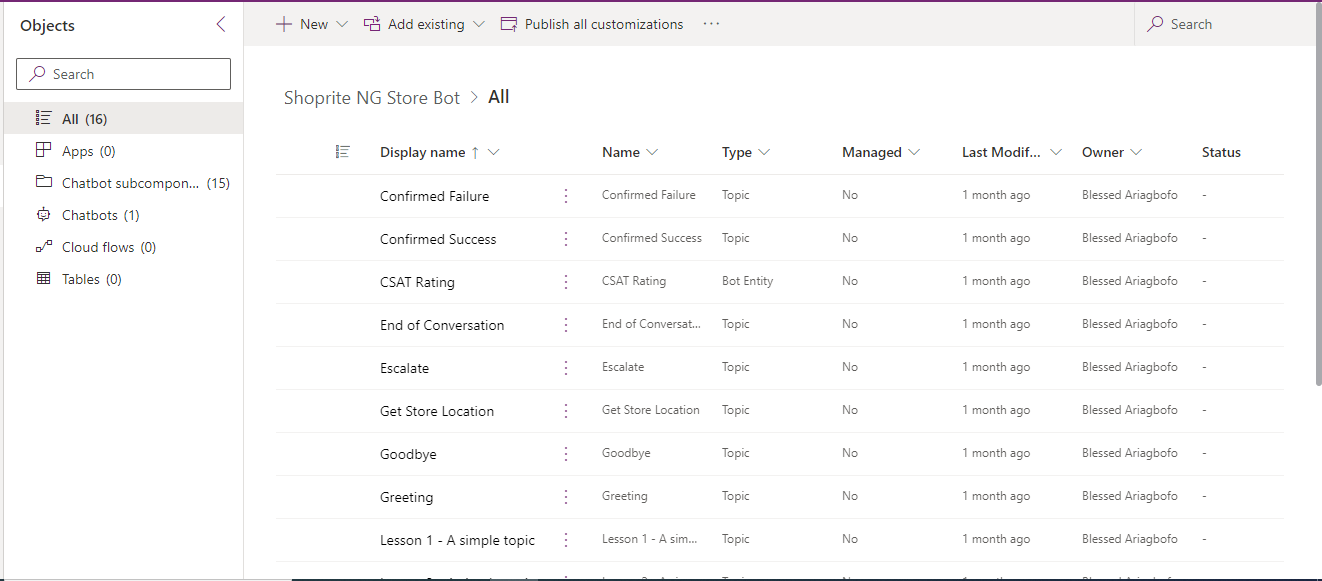 Objects
Search
All (16)
Apps (0)
Chatbot subcompon... (15)
Chatbots (1)
Cloud flows (0)
Tables (0)
New Add existing Publish all customizations ··· Search
Shoprite NG Store Bot > All
Display name ↑ Name Type Managed Last Modif... Owner Status
Confirmed Failure Confirmed Failure Topic No 1 month ago Blessed Ariagbofo -
Confirmed Success Confirmed Success Topic No 1 month ago Blessed Ariagbofo -
CSAT Rating CSAT Rating Bot Entity No 1 month ago Blessed Ariagbofo -
End of Conversation End of Conversat... Topic No 1 month ago Blessed Ariagbofo -
Escalate Escalate Topic No 1 month ago Blessed Ariagbofo -
Get Store Location Get Store Location Topic No 1 month ago Blessed Ariagbofo -
Goodbye Goodbye Topic No 1 month ago Blessed Ariagbofo -
Greeting Greeting Topic No 1 month ago Blessed Ariagbofo -
Lesson 1 - A simple topic Lesson 1 - A sim... Topic No 1 month ago Blessed Ariagbofo -